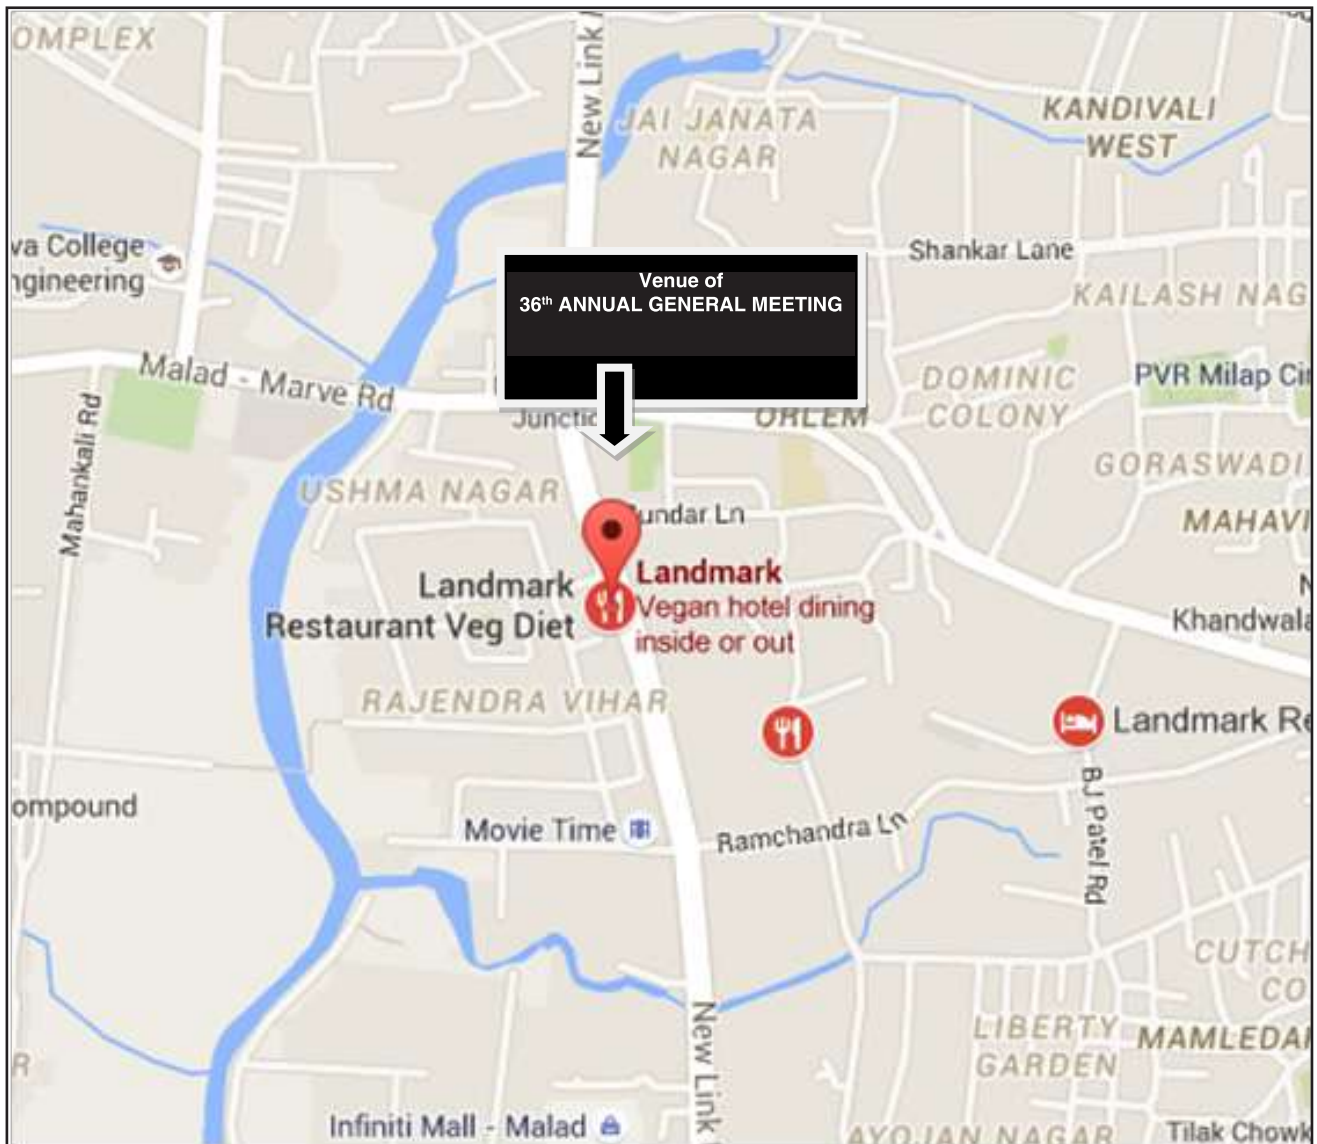 OMPLEX
New Link
JAI JANATA
NAGAR
KANDIVALI
WEST
va College
ngineering
Shankar Lane
KAILASH NAG
Venue of
36th ANNUAL GENERAL MEETING
Malad - Marve Rd
Junctio
ORLEM
DOMINIC
COLONY
PVR Milap Ci
Mahankali Rd
USHMA NAGAR
GORASWADI
MAHAVI
undar Ln
Landmark
Restaurant Veg Diet
Landmark
Vegan hotel dining
inside or out
Khandwala
RAJENDRA VIHAR
Landmark Re
ompound
Movie Time
Ramchandra Ln
BJ Patel Rd
CUTCH
CO
New Link
LIBERTY
GARDEN
MAMLEDA
R
Infiniti Mall - Malad
AYOJAN NAGAR
Tilak Chowk